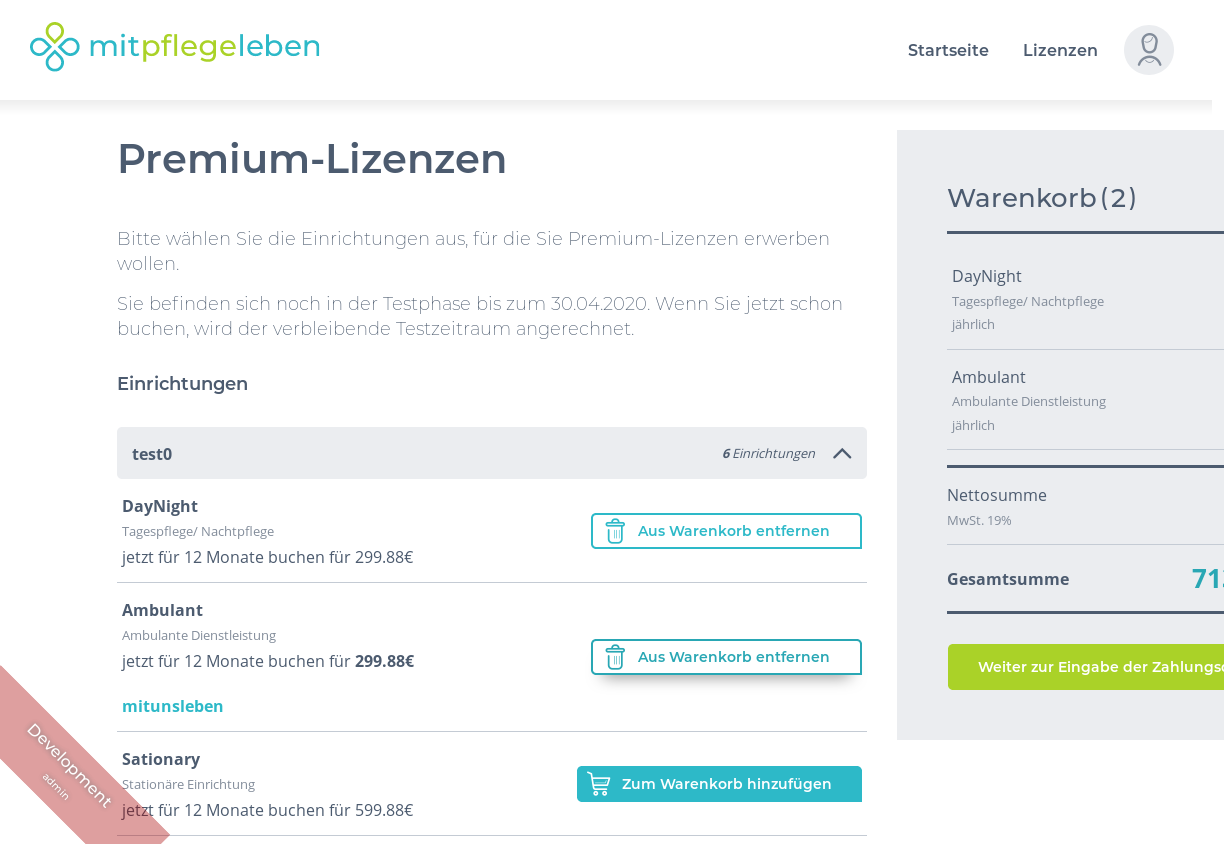 mitpflegeleben
Startseite
Lizenzen
Premium-Lizenzen
Bitte wählen Sie die Einrichtungen aus, für die Sie Premium-Lizenzen erwerben
wollen.
Sie befinden sich noch in der Testphase bis zum 30.04.2020. Wenn Sie jetzt schon
buchen, wird der verbleibende Testzeitraum angerechnet.
Einrichtungen
test0
6 Einrichtungen
DayNight
Tagespflege/ Nachtpflege
jetzt für 12 Monate buchen für 299.88€
Aus Warenkorb entfernen
Ambulant
Ambulante Dienstleistung
jetzt für 12 Monate buchen für 299.88€
Aus Warenkorb entfernen
mitunsleben
Sationary
Stationäre Einrichtung
jetzt für 12 Monate buchen für 599.88€
Zum Warenkorb hinzufügen
Development
admin
Warenkorb (2)
DayNight
Tagespflege/ Nachtpflege
jährlich
Ambulant
Ambulante Dienstleistung
jährlich
Nettosumme
MwSt. 19%
Gesamtsumme
Weiter zur Eingabe der